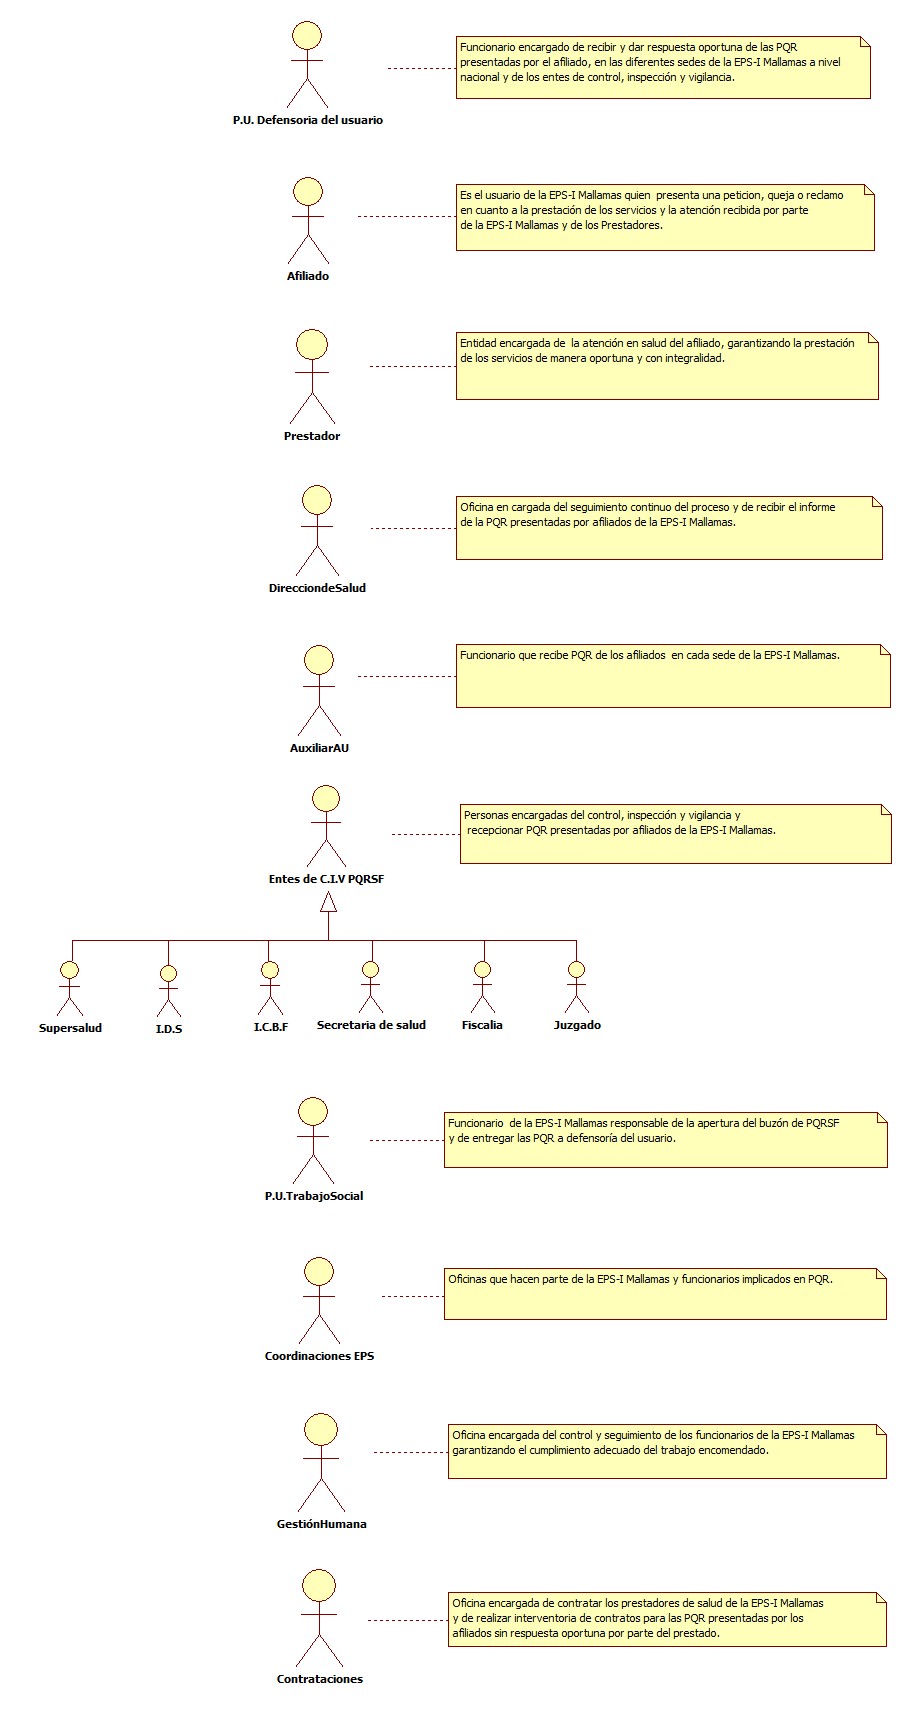 Funcionario encargado de recibir y dar respuesta oportuna de las PQR
presentadas por el afiliado, en las diferentes sedes de la EPS-I Mallamas a nivel
nacional y de los entes de control, inspección y vigilancia.
P.U. Defensoria del usuario
Es el usuario de la EPS-I Mallamas quien presenta una peticion, queja o reclamo
en cuanto a la prestación de los servicios y la atención recibida por parte
de la EPS-I Mallamas y de los Prestadores.
Afiliado
Entidad encargada de la atención en salud del afiliado, garantizando la prestación
de los servicios de manera oportuna y con integralidad.
Prestador
Oficina en cargada del seguimiento continuo del proceso y de recibir el informe
de la PQR presentadas por afiliados de la EPS-I Mallamas.
DirecciondeSalud
Funcionario que recibe PQR de los afiliados en cada sede de la EPS-I Mallamas.
AuxiliarAU
Personas encargadas del control, inspección y vigilancia y
recepcionar PQR presentadas por afiliados de la EPS-I Mallamas.
Entes de C.I.V PQRSF
Supersalud
I.D.S
I.C.B.F
Secretaria de salud
Fiscalia
Juzgado
Funcionario de la EPS-I Mallamas responsable de la apertura del buzón de PQRSF
y de entregar las PQR a defensoría del usuario.
P.U.TrabajoSocial
Oficinas que hacen parte de la EPS-I Mallamas y funcionarios implicados en PQR.
Coordinaciones EPS
Oficina encargada del control y seguimiento de los funcionarios de la EPS-I Mallamas
garantizando el cumplimiento adecuado del trabajo encomendado.
GestiónHumana
Oficina encargada de contratar los prestadores de salud de la EPS-I Mallamas
y de realizar interventoria de contratos para las PQR presentadas por los
afiliados sin respuesta oportuna por parte del prestado.
Contrataciones